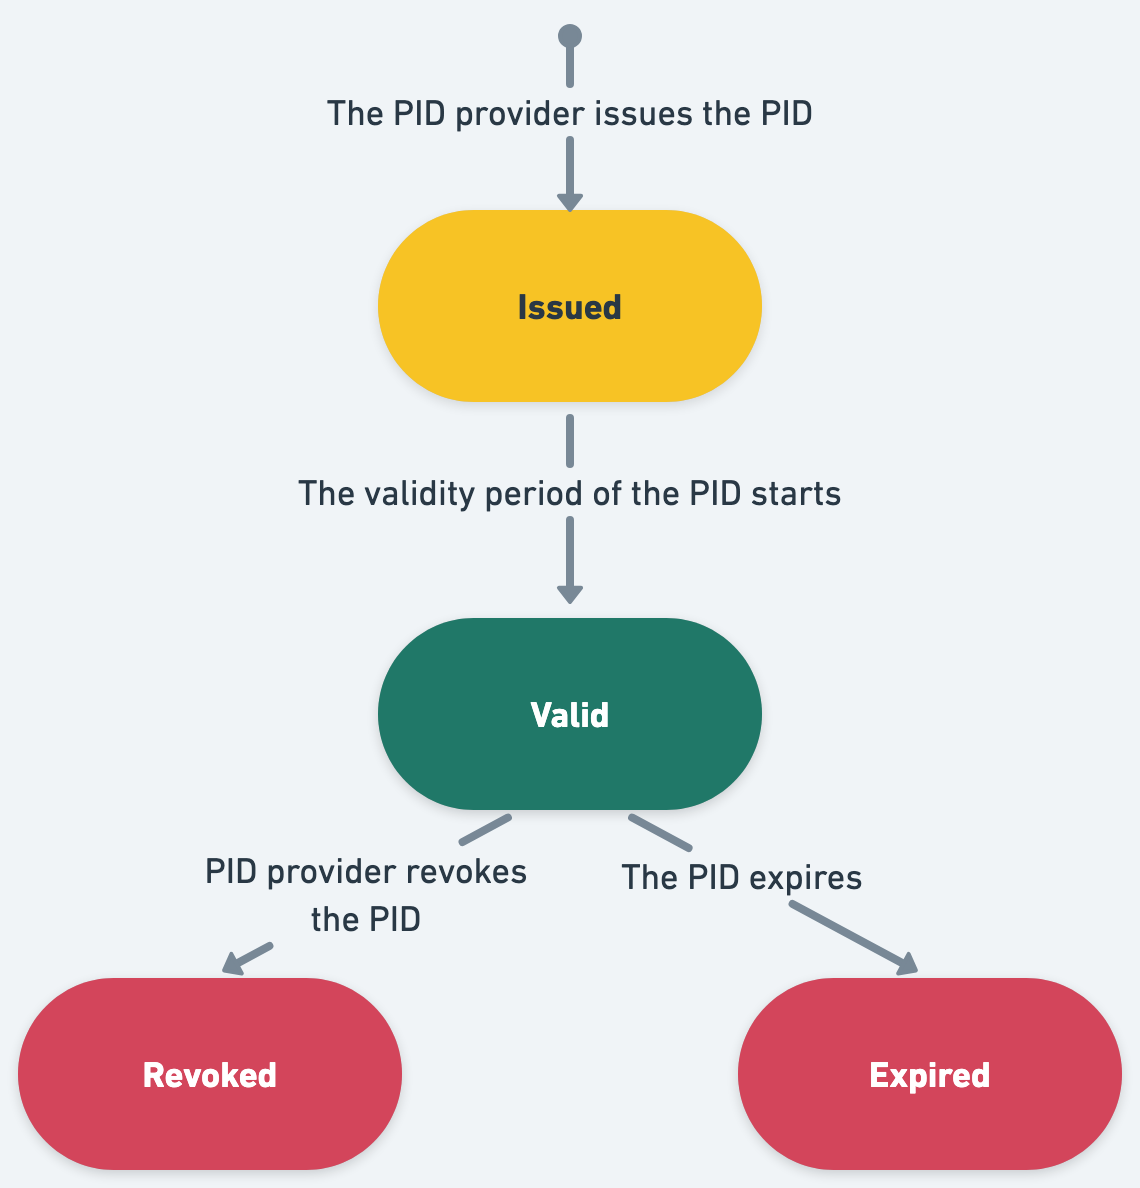 The PID provider issues the PID
Issued
The validity period of the PID starts
Valid
PID provider revokes
the PID
The PID expires
Revoked
Expired